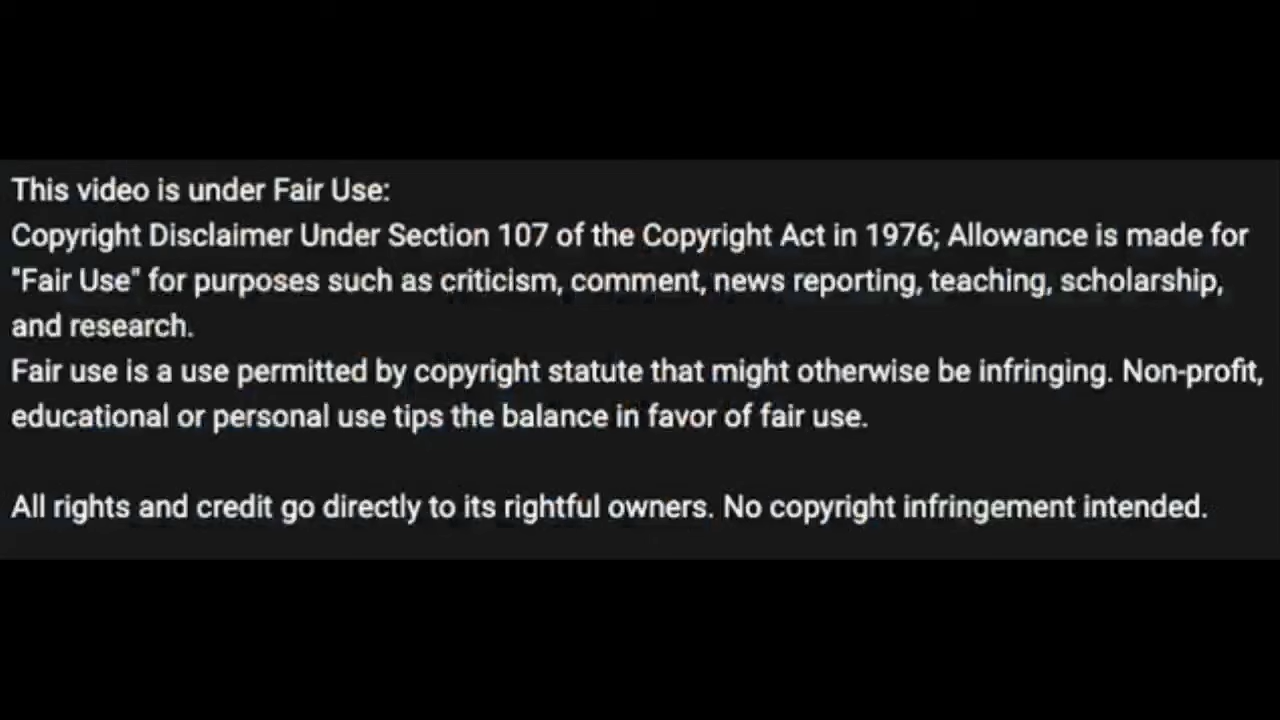 This video is under Fair Use:
Copyright Disclaimer Under Section 107 of the Copyright Act in 1976; Allowance is made for
"Fair Use" for purposes such as criticism, comment, news reporting, teaching, scholarship,
and research.
Fair use is a use permitted by copyright statute that might otherwise be infringing. Non-profit,
educational or personal use tips the balance in favor of fair use.
All rights and credit go directly to its rightful owners. No copyright infringement intended.